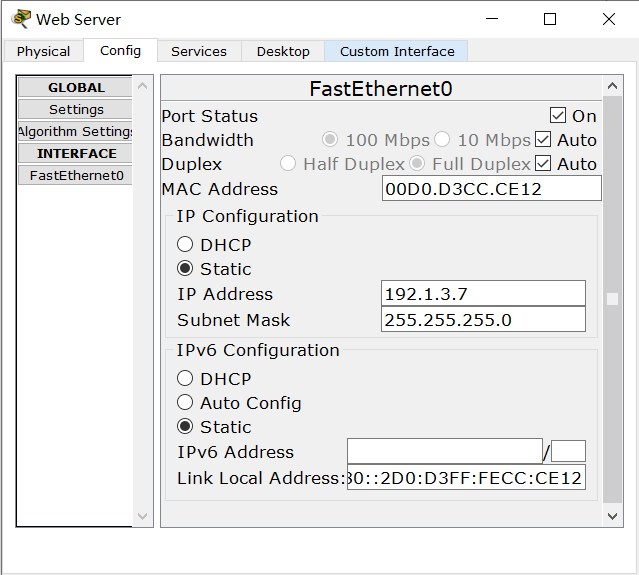 Web Server
Physical Config Services Desktop Custom Interface
GLOBAL
Settings
Algorithm Settings
INTERFACE
FastEthernet0
FastEthernet0
Port Status On
Bandwidth 100 Mbps 10 Mbps Auto
Duplex Half Duplex Full Duplex Auto
MAC Address 00D0.D3CC.CE12
IP Configuration
DHCP
Static
IP Address 192.1.3.7
Subnet Mask 255.255.255.0
IPv6 Configuration
DHCP
Auto Config
Static
IPv6 Address /
Link Local Address: 80::2D0:D3FF:FECC:CE12